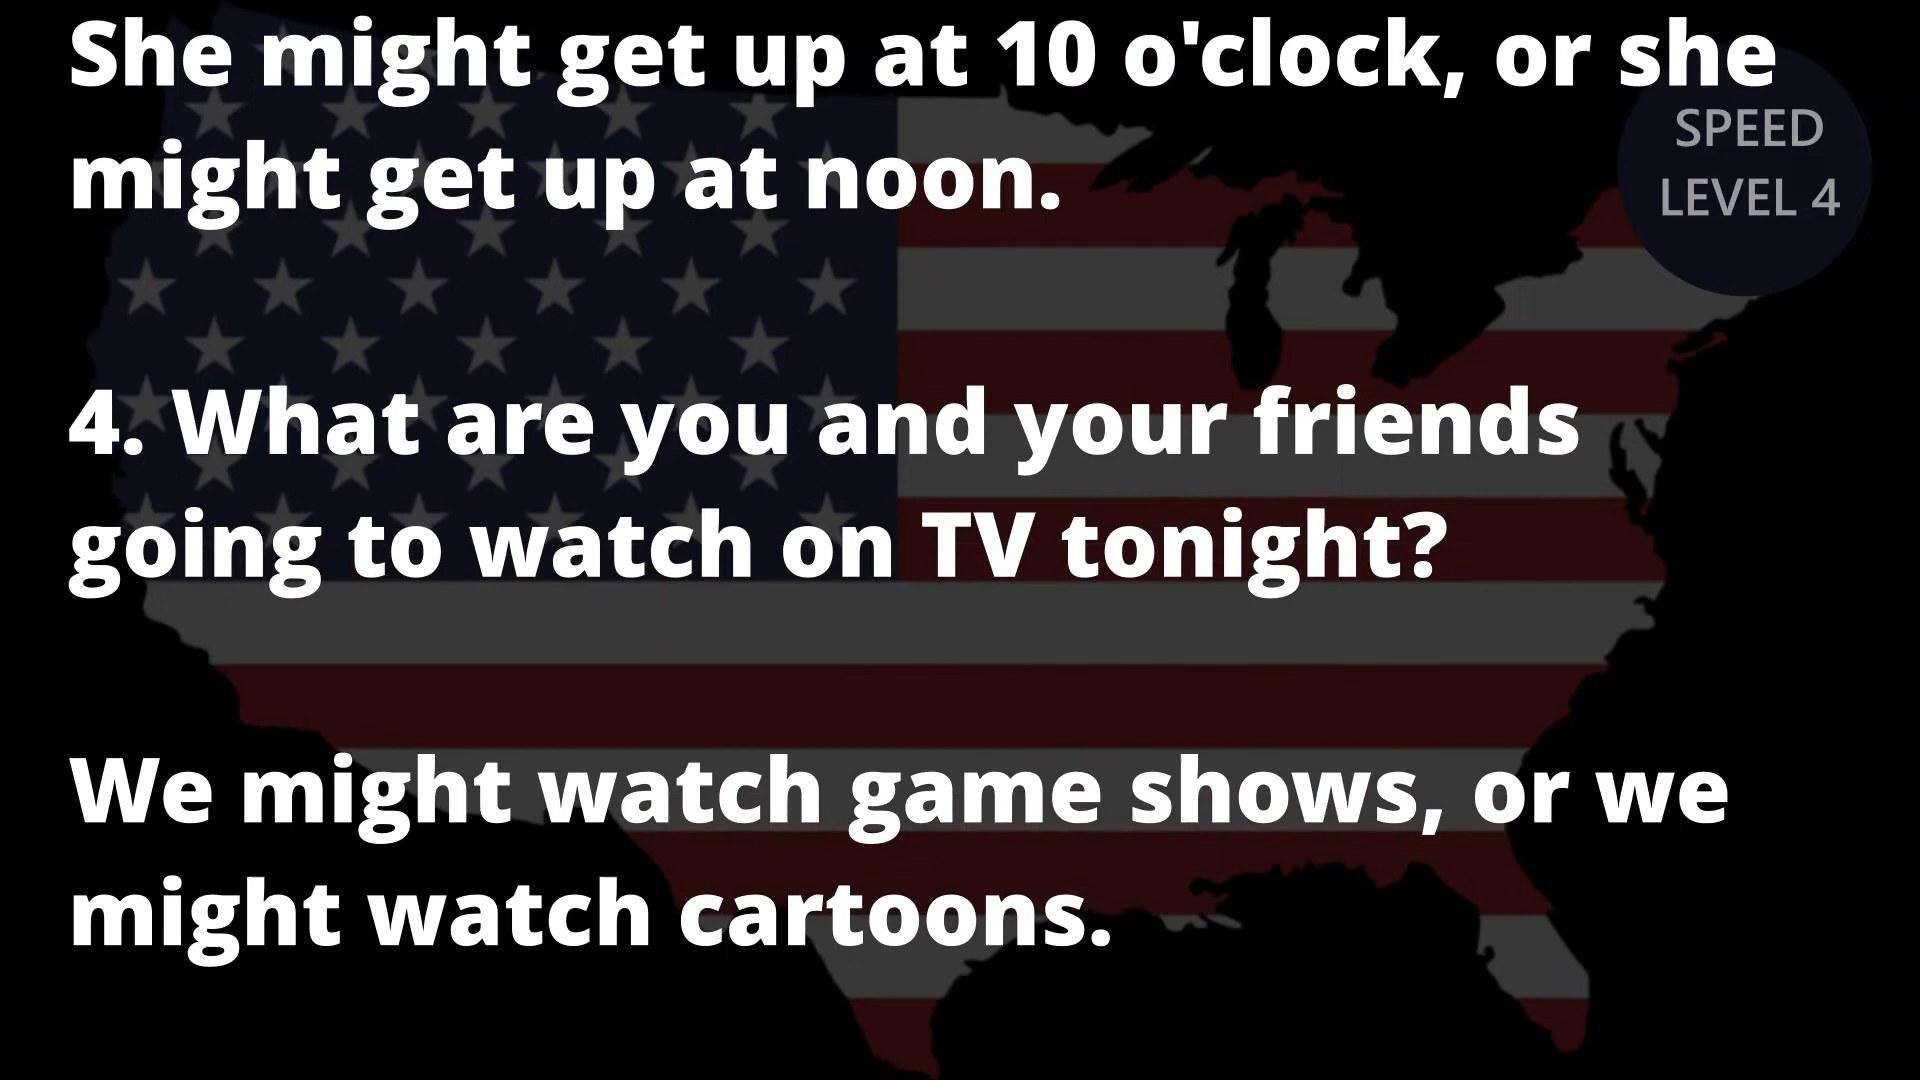 She might get up at 10 o'clock, or she
might get up at noon.
SPEED
LEVEL 4
4. What are you and your friends
going to watch on TV tonight?
We might watch game shows, or we
might watch cartoons.